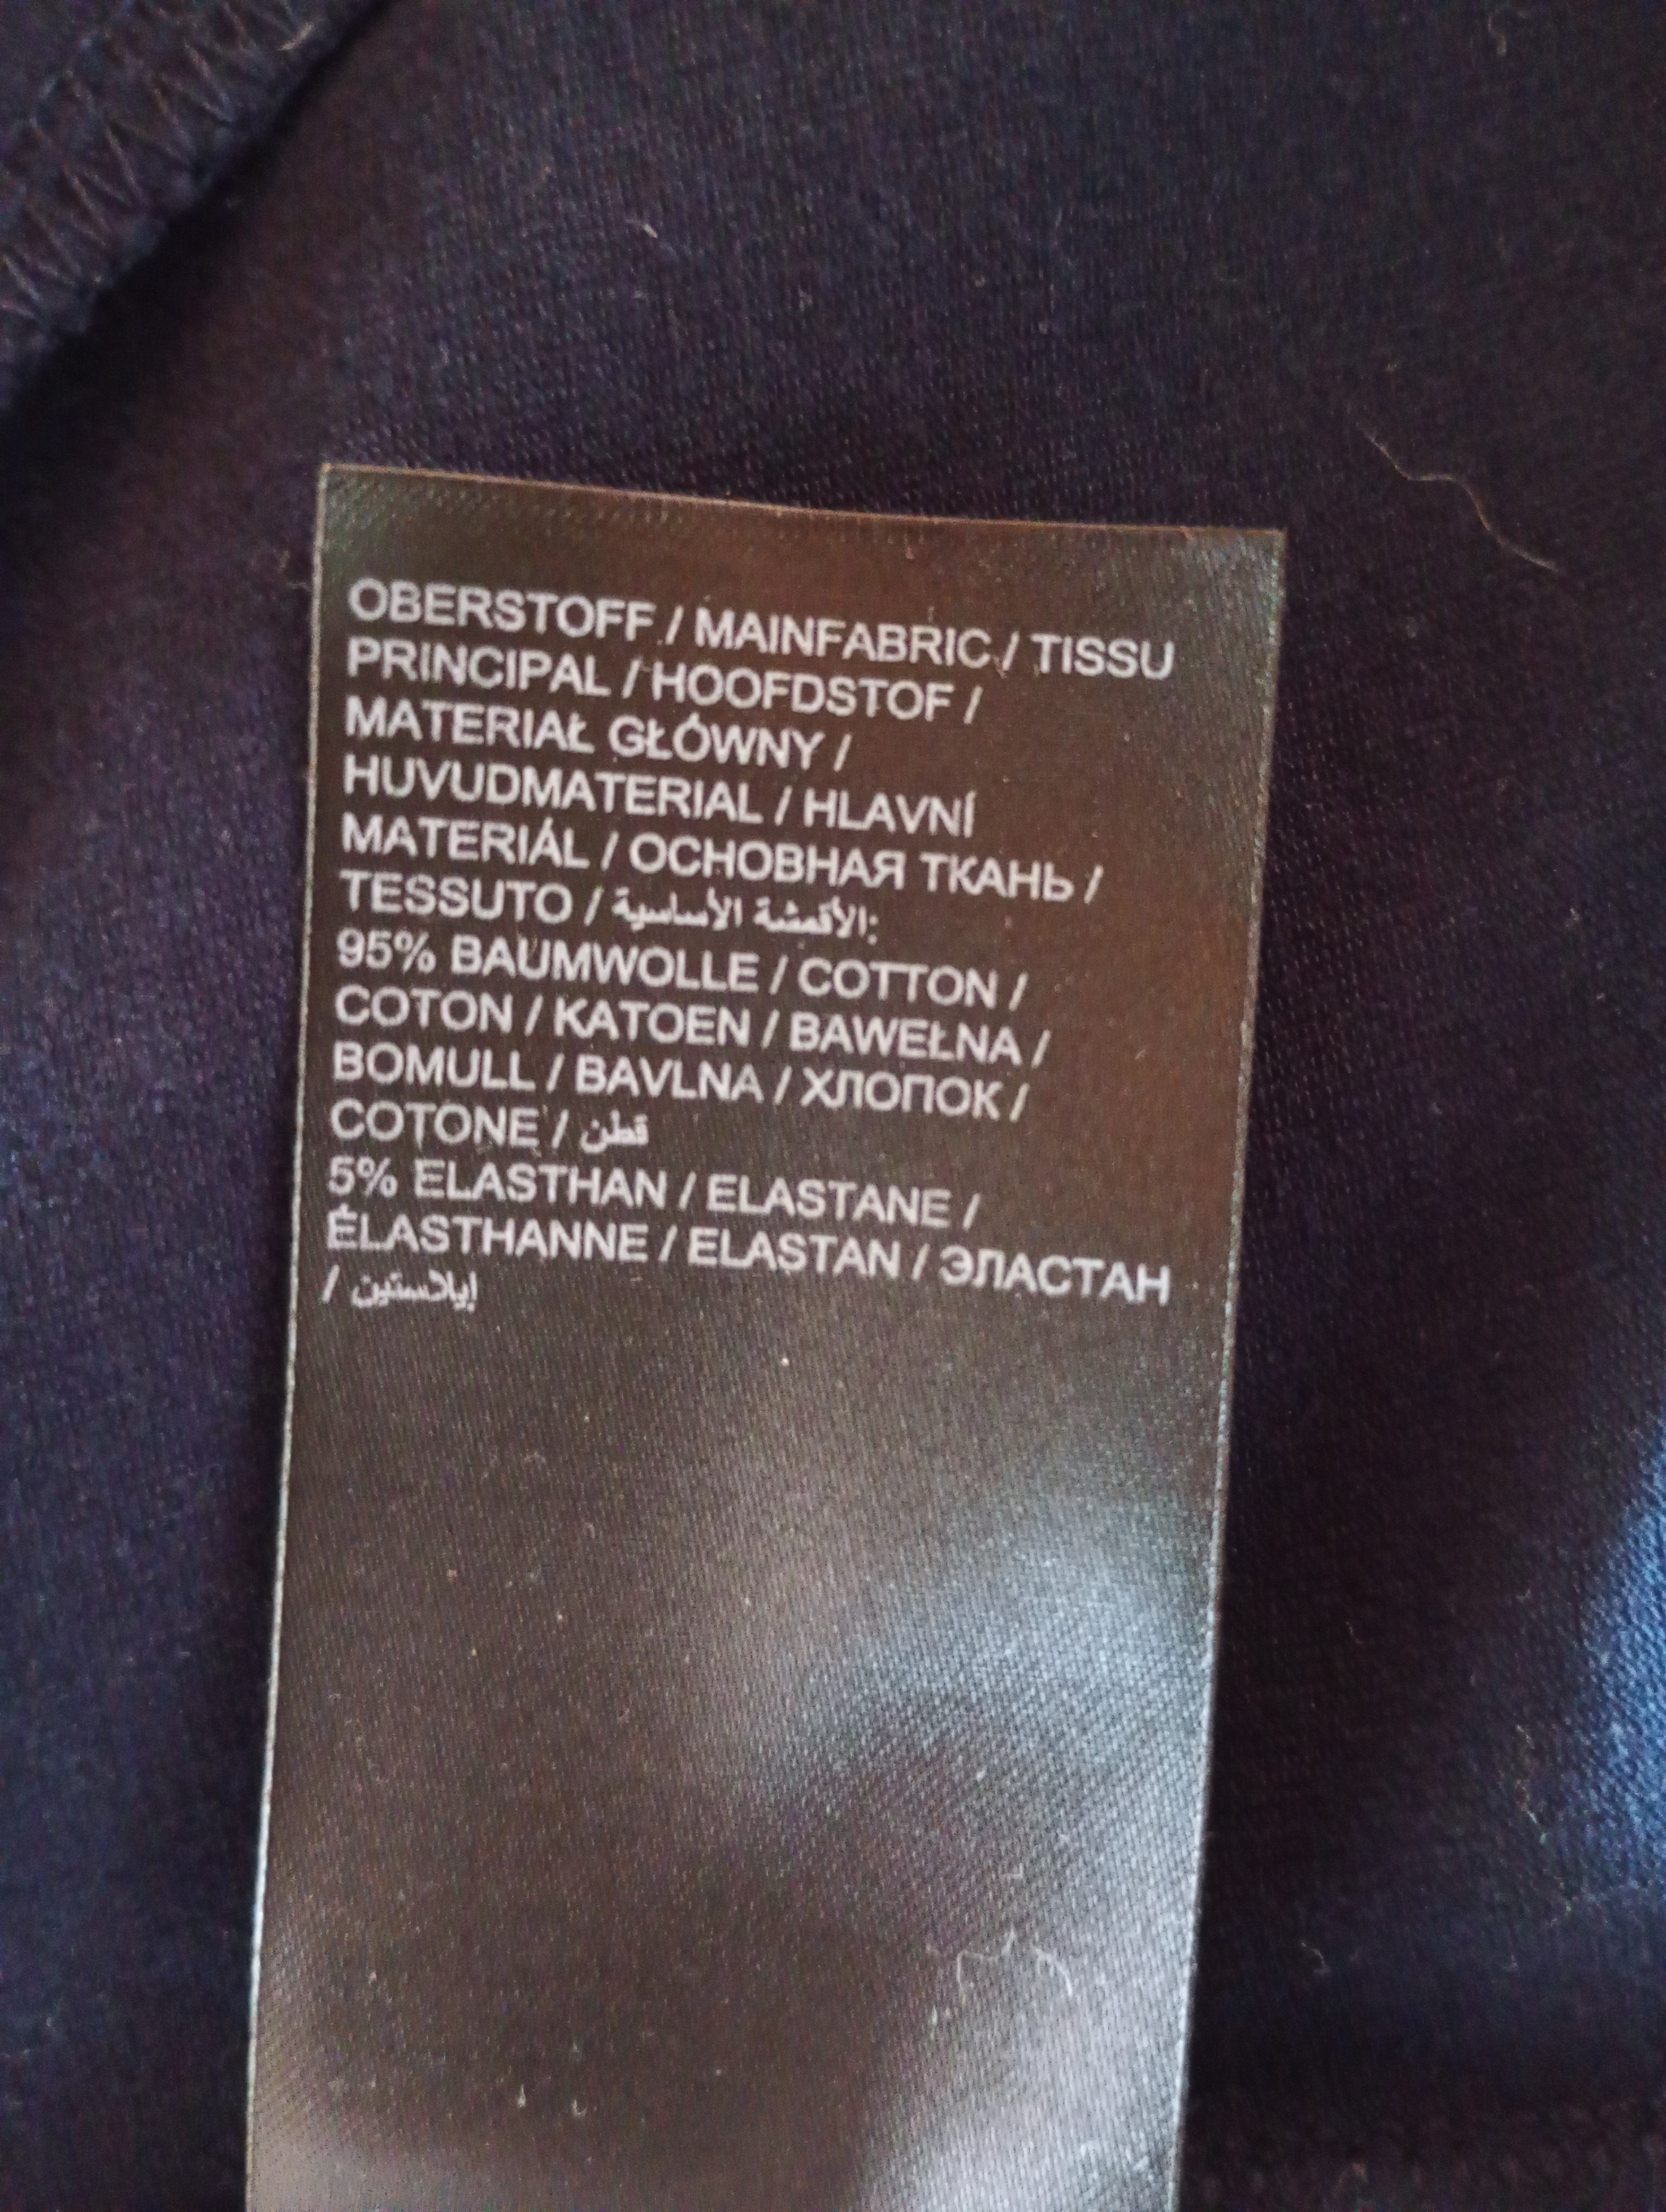 OBERSTOFF / MAINFABRIC / TISSU
PRINCIPAL / HOOFDSTOF /
MATERIAŁ GŁÓWNY /
HUVUDMATERIAL / HLAVNÍ
MATERIÁL / ОСНОВНАЯ ТКАНЬ /
TESSUTO / الأقمشة الأساسية:
95% BAUMWOLLE / COTTON /
COTON / KATOEN / BAWEŁNA /
BOMULL / BAVLNA / ХЛОПОК /
COTONE / قطن
5% ELASTHAN / ELASTANE /
ÉLASTHANNE / ELASTAN / ЭЛАСТАН
/ إيلاستين